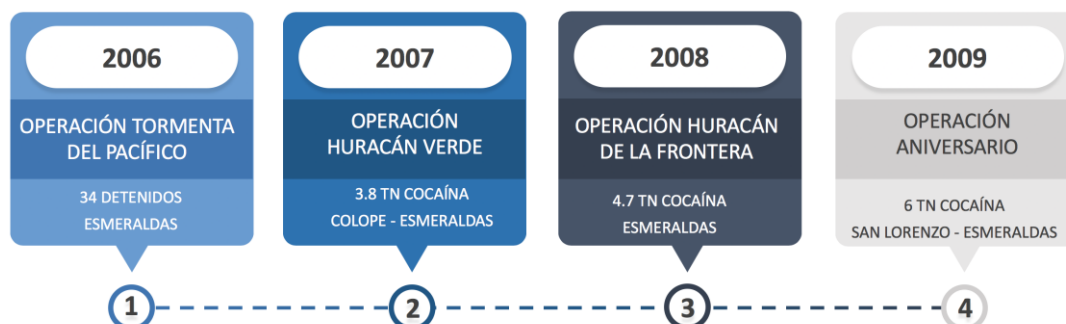 2006
OPERACIÓN TORMENTA
DEL PACÍFICO
34 DETENIDOS
ESMERALDAS
1
2007
OPERACIÓN
HURACÁN VERDE
3.8 TN COCAÍNA
COLOPE - ESMERALDAS
2
2008
OPERACIÓN HURACÁN
DE LA FRONTERA
4.7 TN COCAÍNA
ESMERALDAS
3
2009
OPERACIÓN
ANIVERSARIO
6 TN COCAÍNA
SAN LORENZO - ESMERALDAS
4